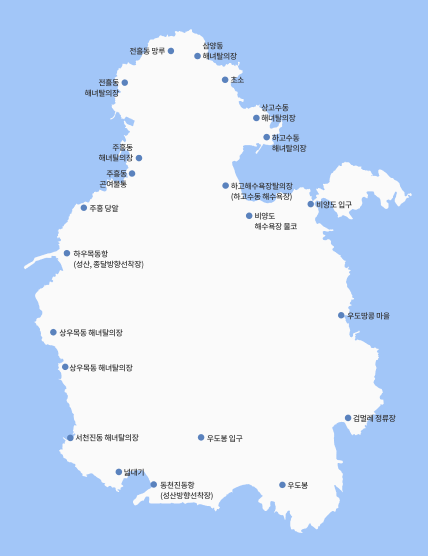 전흘동 망루
삼양동
해녀탈의장
전흘동
해녀탈의장
초소
상고수동
해녀탈의장
하고수동
해녀탈의장
주흥동
해녀탈의장
주흥동
곤여물통
하고해수욕장탈의장
(하고수동 해수욕장)
비양도 입구
주흥 당알
비양도
해수욕장 물코
하우목동항
(성산, 종달방향선착장)
우도땅콩 마을
상우목동 해녀탈의장
상우목동 해녀탈의장
검멀레 정류장
서천진동 해녀탈의장
우도봉 입구
동천진동항
(성산방향선착장)
우도봉